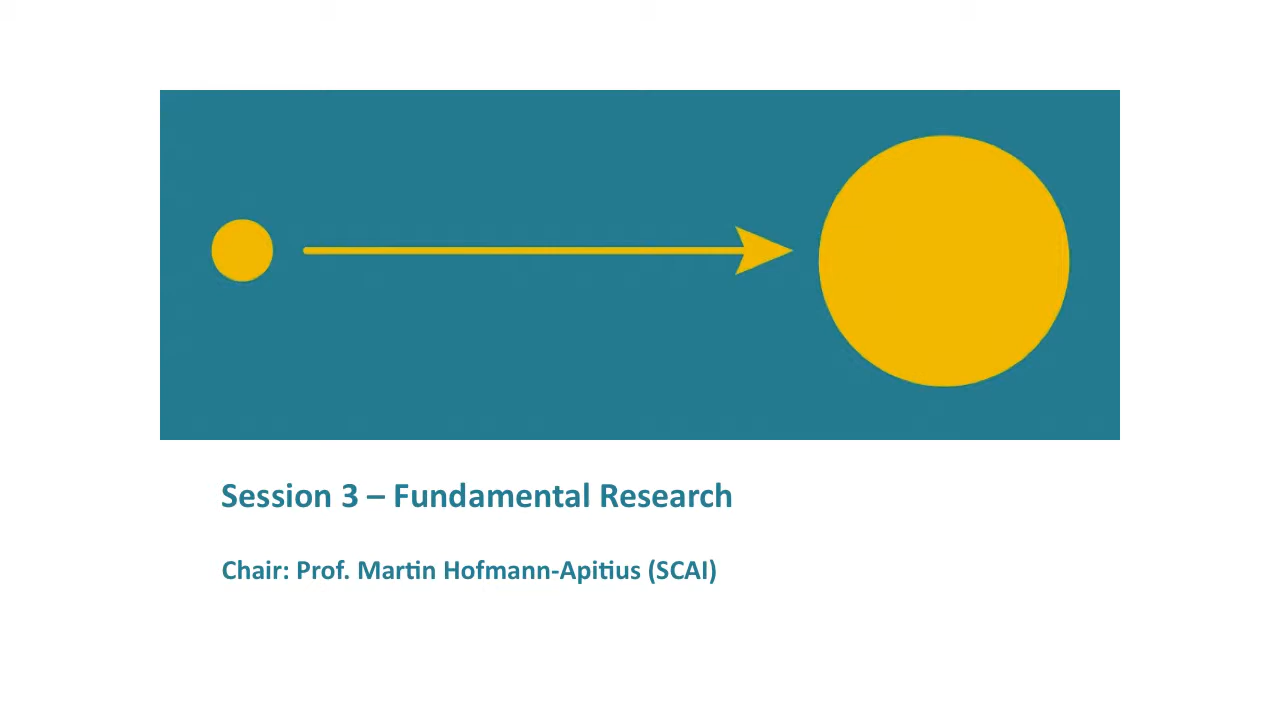 Session 3 – Fundamental Research
Chair: Prof. Martin Hofmann-Apitius (SCAI)